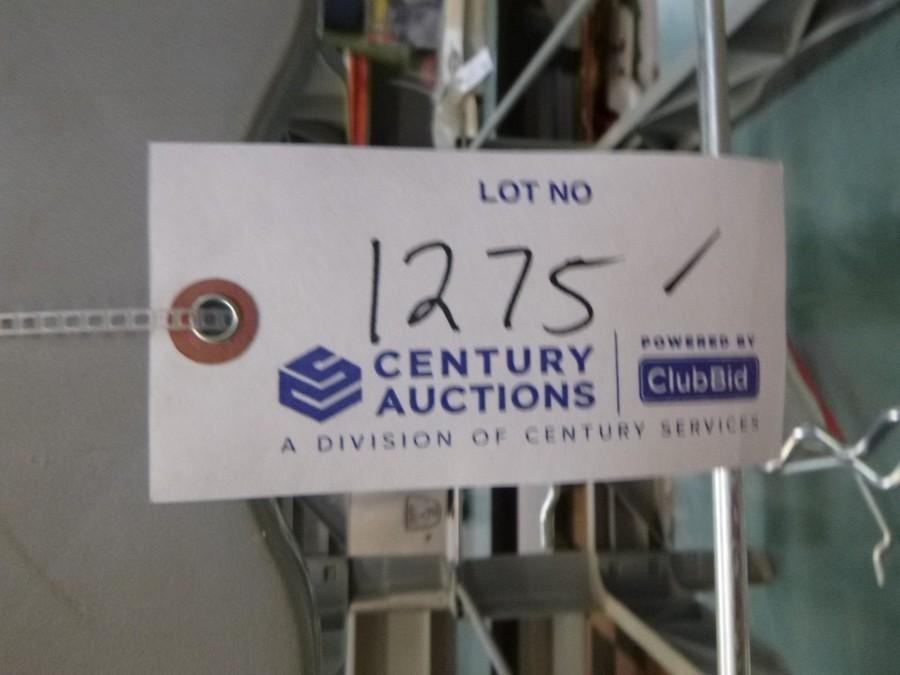 LOT NO
1275
CENTURY
AUCTIONS
POWERED BY
ClubBid
A DIVISION OF CENTURY SERVICES